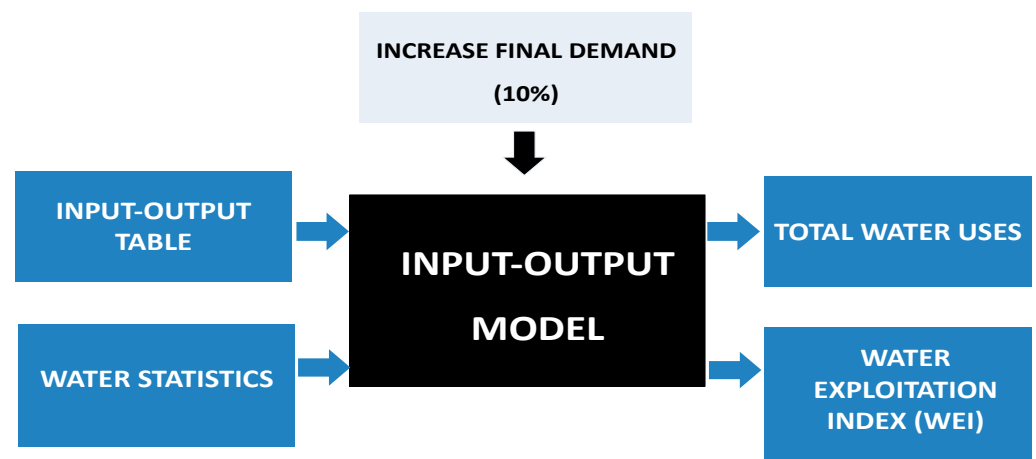 INCREASE FINAL DEMAND
(10%)
INPUT-OUTPUT
TABLE
INPUT-OUTPUT
MODEL
TOTAL WATER USES
WATER STATISTICS
WATER
EXPLOITATION
INDEX (WEI)